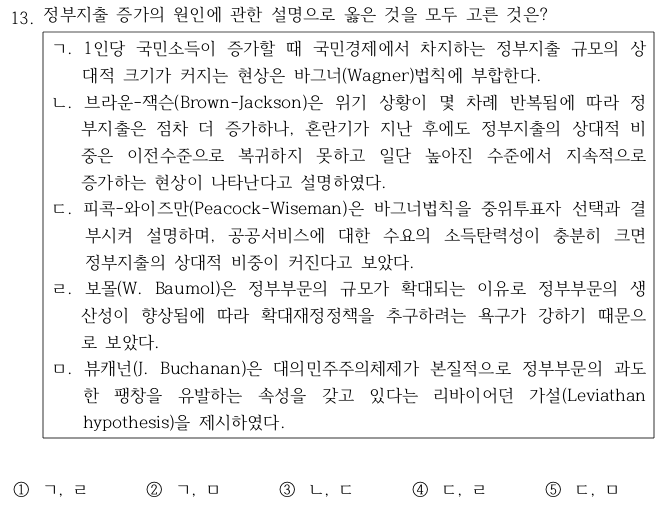 13. 정부지출 증가의 원인에 관한 설명으로 옳은 것을 모두 고른 것은?
ㄱ. 1인당 국민소득이 증가할 때 국민경제에서 차지하는 정부지출 규모의 상
대적 크기가 커지는 현상은 바그너(Wagner)법칙에 부합한다.
ㄴ. 브라운-잭슨(Brown-Jackson)은 위기 상황이 몇 차례 반복됨에 따라 정
부지출은 점차 더 증가하나, 혼란기가 지난 후에도 정부지출의 상대적 비
중은 이전수준으로 복귀하지 못하고 일단 높아진 수준에서 지속적으로
증가하는 현상이 나타난다고 설명하였다.
ㄷ. 피콕-와이즈만(Peacock-Wiseman)은 바그너법칙을 중위투표자 선택과 결
부시켜 설명하며, 공공서비스에 대한 수요의 소득탄력성이 충분히 크면
정부지출의 상대적 비중이 커진다고 보았다.
ㄹ. 보몰(W. Baumol)은 정부부문의 규모가 확대되는 이유로 정부부문의 생
산성이 향상됨에 따라 확대재정정책을 추구하려는 욕구가 강하기 때문으
로 보았다.
ㅁ. 뷰캐넌(J. Buchanan)은 대의민주주의체제가 본질적으로 정부부문의 과도
한 팽창을 유발하는 속성을 갖고 있다는 리바이어던 가설(Leviathan
hypothesis)을 제시하였다.
① ㄱ, ㄹ ② ㄱ, ㅁ ③ ㄴ, ㄷ ④ ㄷ, ㄹ ⑤ ㄷ, ㅁ